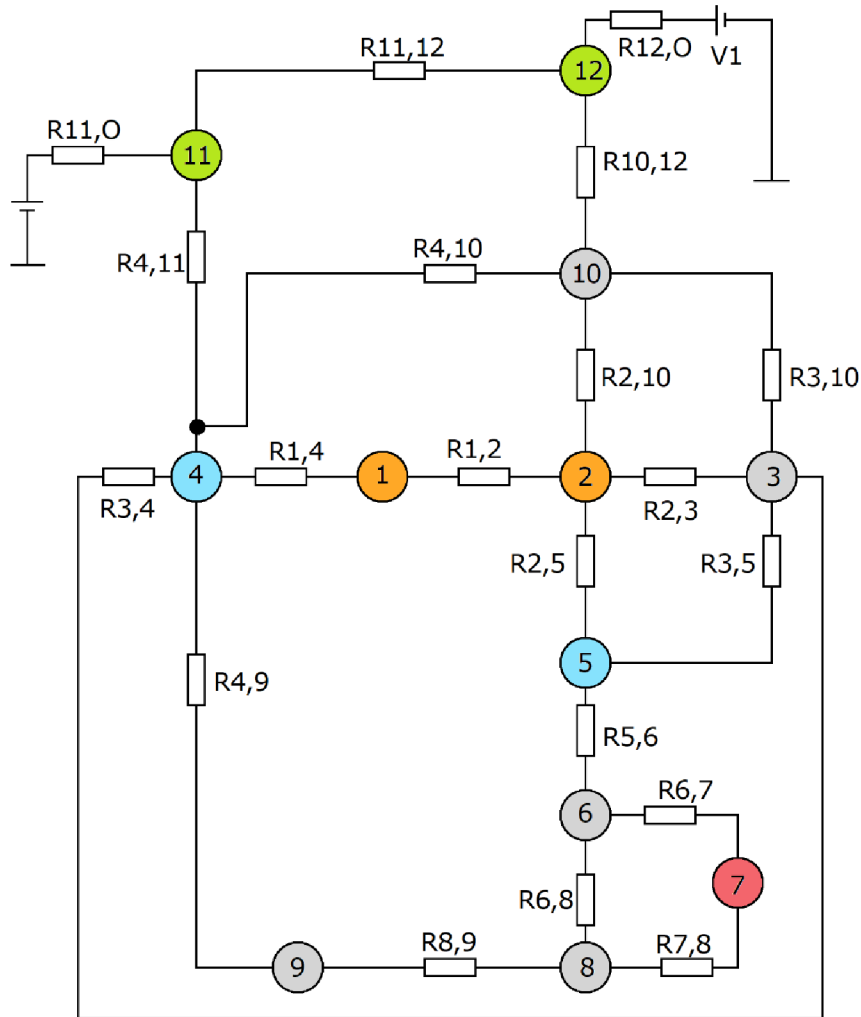 R12,O
V1
R11,12
12
R11,O
11
R10,12
R4,11
R4,10
10
R2,10
R3,10
R3,4
4
R1,4
1
R1,2
2
R2,3
3
R2,5
R3,5
5
R4,9
R5,6
6
R6,7
7
R6,8
9
R8,9
8
R7,8